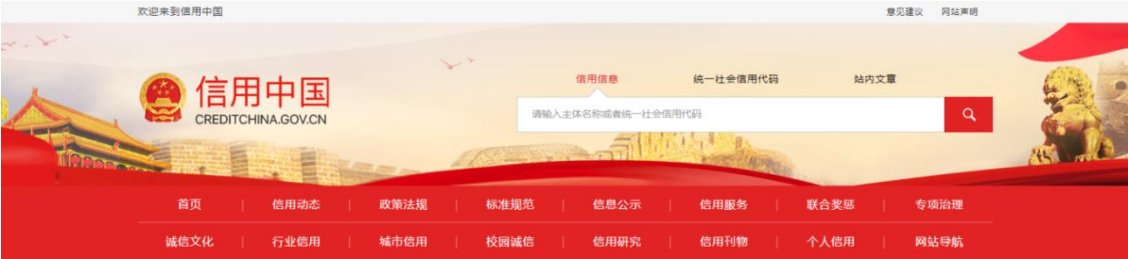 欢迎来到信用中国 意见建议 网站声明
信用中国
CREDITCHINA.GOV.CN
信用信息 统一社会信用代码 站内文章
请输入主体名称或者统一社会信用代码
首页 信用动态 政策法规 标准规范 信息公示 信用服务 联合奖惩 专项治理
诚信文化 行业信用 城市信用 校园诚信 信用研究 信用刊物 个人信用 网站导航